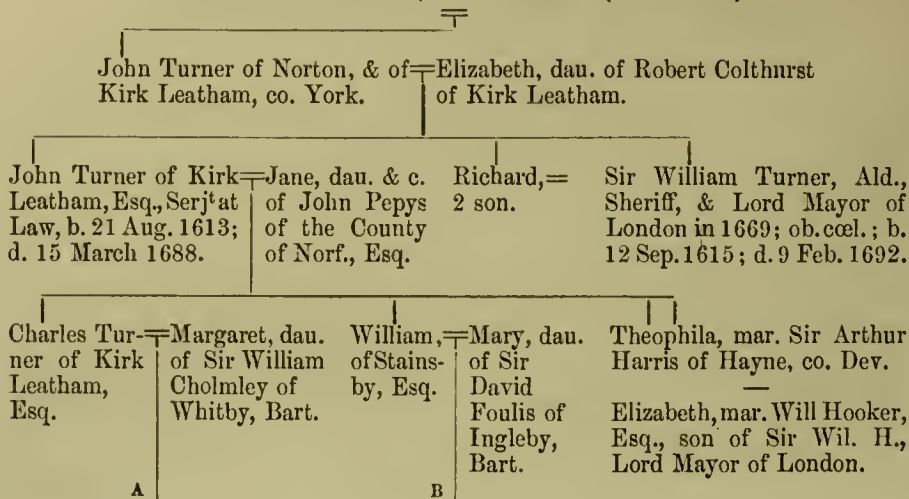 John Turner of Norton, & of
Kirk Leatham, co. York.
Elizabeth, dau. of Robert Colthurst
of Kirk Leatham.
John Turner of Kirk
Leatham, Esq., Serjt at
Law, b. 21 Aug. 1613;
d. 15 March 1688.
Jane, dau. & c.
of John Pepys
of the County
of Norf., Esq.
Richard,=
2 son.
Sir William Turner, Ald.,
Sheriff, & Lord Mayor of
London in 1669; ob. cœl.; b.
12 Sep. 1615; d. 9 Feb. 1692.
Charles Tur-
ner of Kirk
Leatham,
Esq.
Margaret, dau.
of Sir William
Cholmley of
Whitby, Bart.
William,
of Stains-
by, Esq.
Mary, dau.
of Sir
David
Foulis of
Ingleby,
Bart.
Theophila, mar. Sir Arthur
Harris of Hayne, co. Dev.
—
Elizabeth, mar. Will Hooker,
Esq., son of Sir Wil. H.,
Lord Mayor of London.
A
B